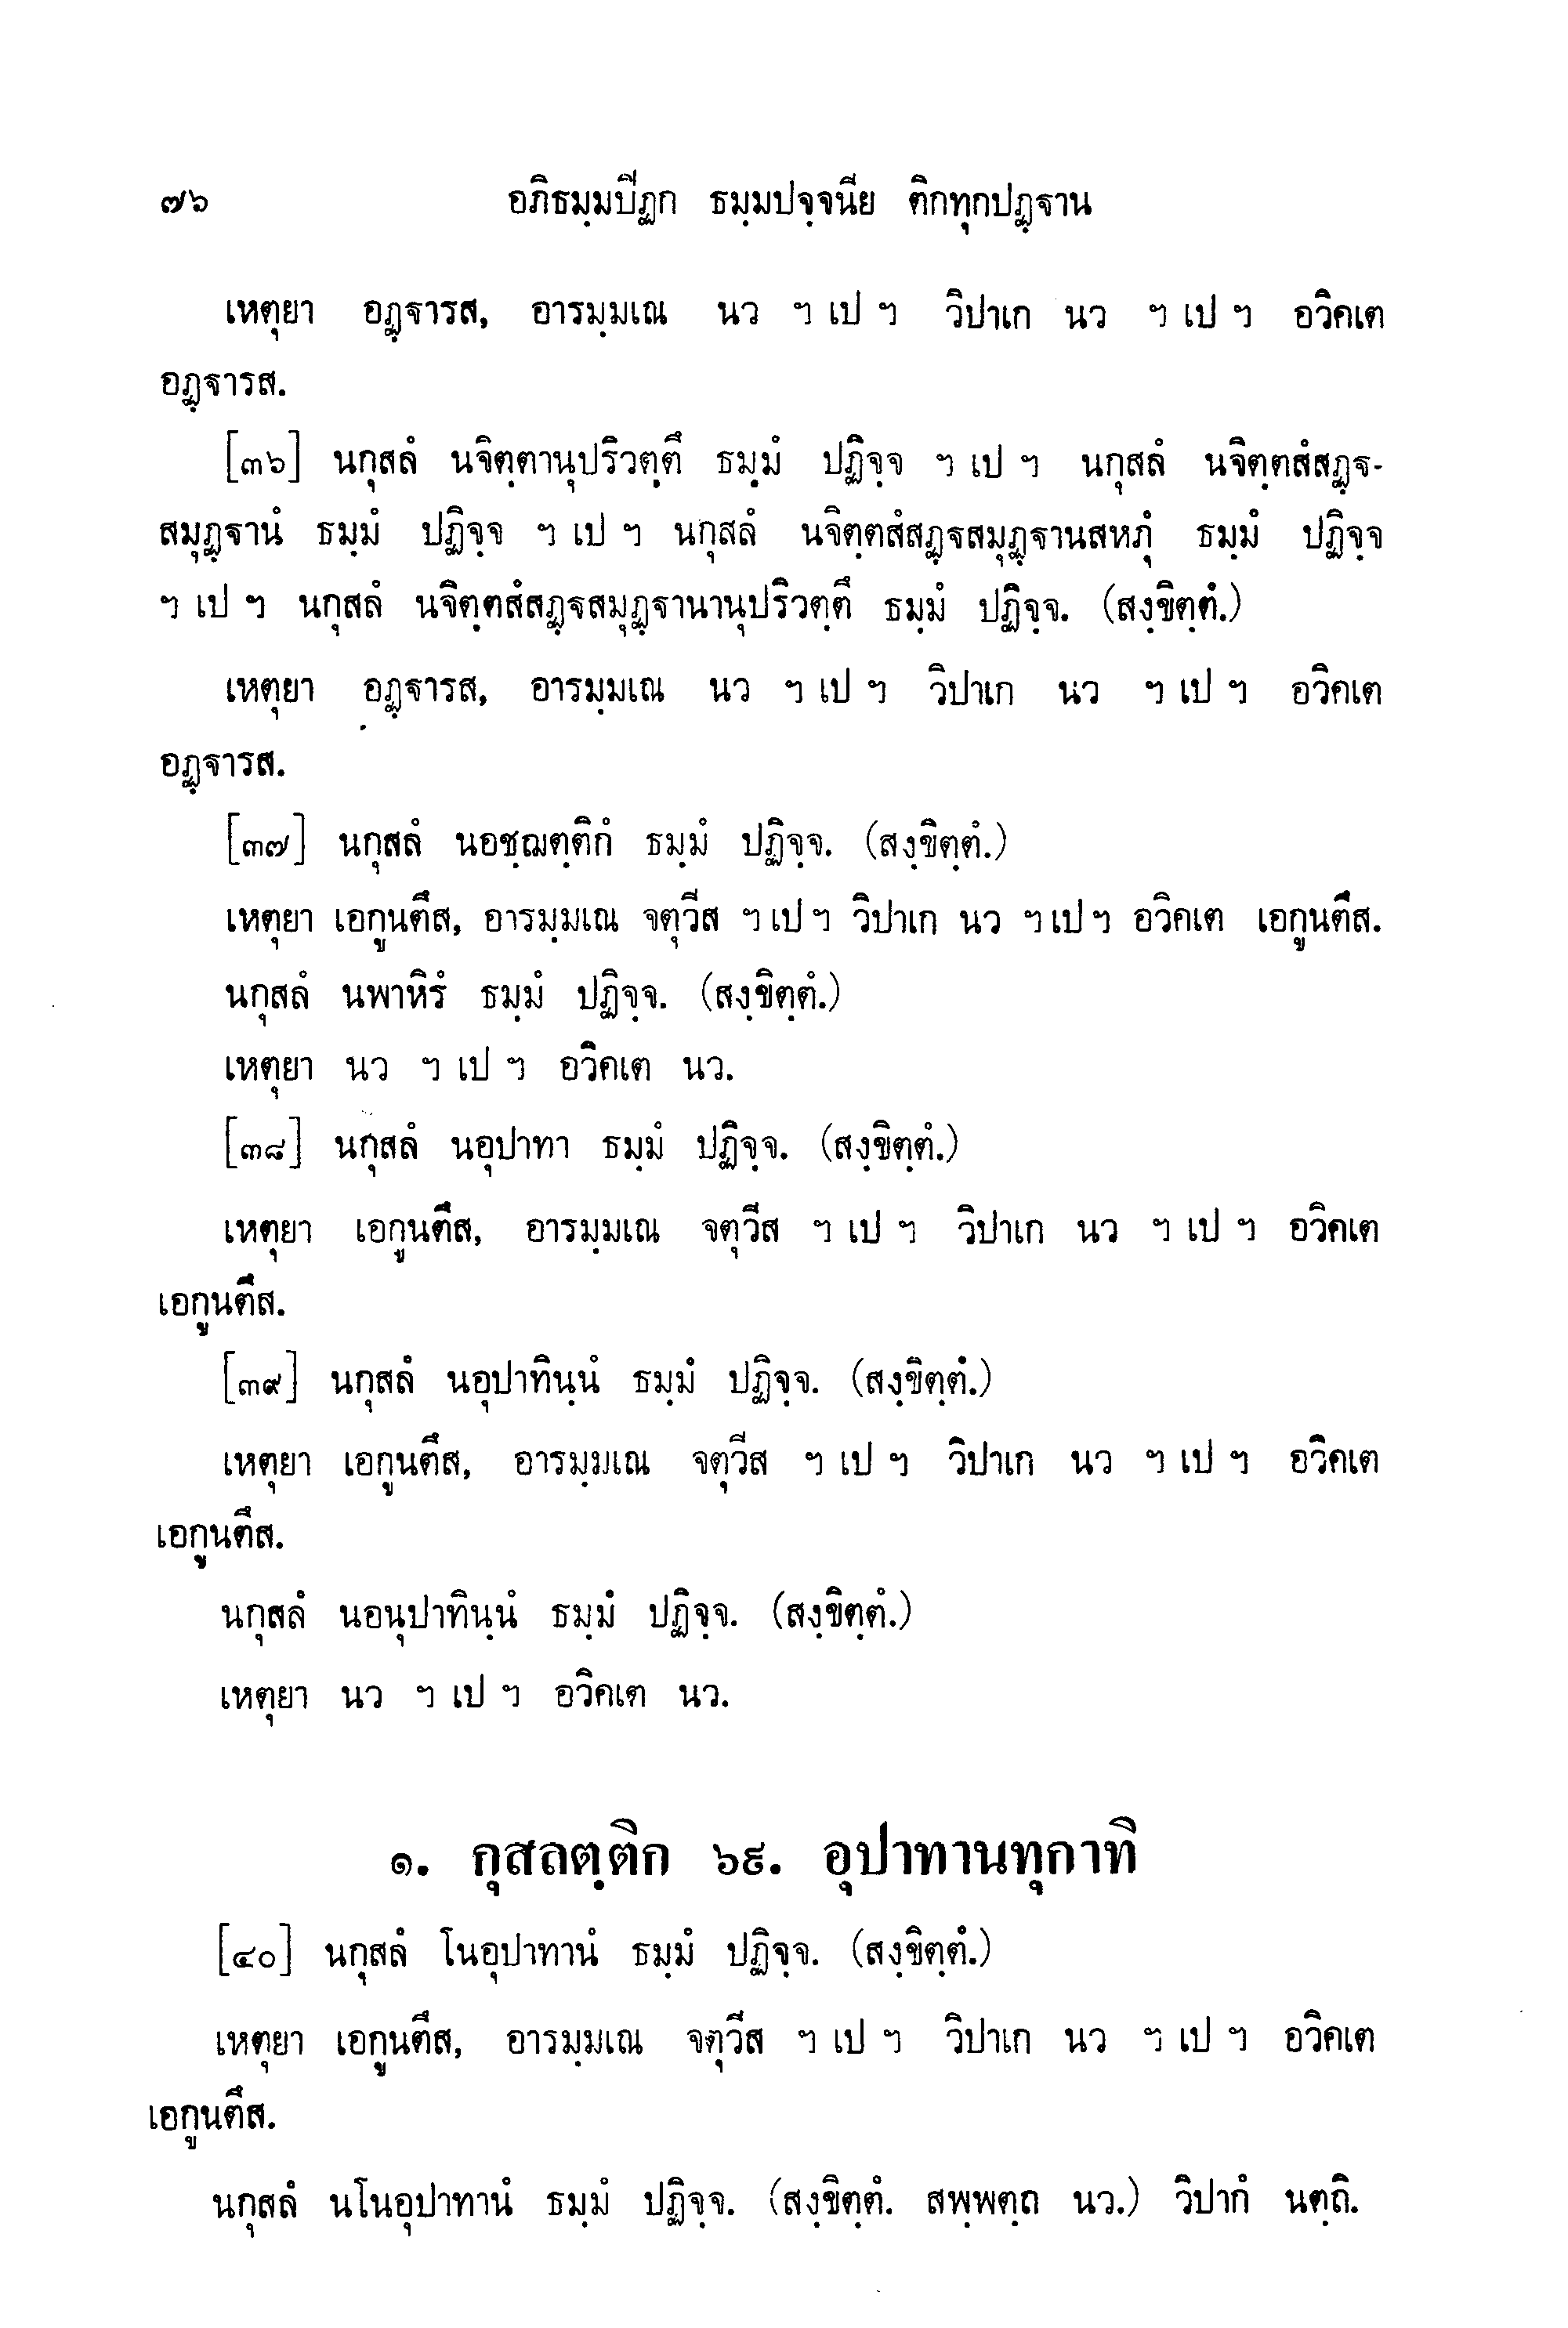 ๗๖ อภิธมฺมปีฏก ธมฺมปจฺจนีย ติกทุกปฏฺฐาน
เหตุยา อฏฺฐารส, อารมฺมเณ นว ฯ เป ฯ วิปาเก นว ฯ เป ฯ อวิคเต
อฏฺฐารส.
[๓๖] นกุสลํ นจิตฺตานุปริวตฺตึ ธมฺมํ ปฏิจฺจ ฯ เป ฯ นกุสลํ นจิตฺตสํสฏฺฐ-
สมุฏฺฐานํ ธมฺมํ ปฏิจฺจ ฯ เป ฯ นกุสลํ นจิตฺตสํสฏฺฐสมุฏฺฐานสหภุํ ธมฺมํ ปฏิจฺจ
ฯ เป ฯ นกุสลํ นจิตฺตสํสฏฺฐสมุฏฺฐานานุปริวตฺตึ ธมฺมํ ปฏิจฺจ. (สงฺขิตฺตํ.)
เหตุยา อฏฺฐารส, อารมฺมเณ นว ฯ เป ฯ วิปาเก นว ฯ เป ฯ อวิคเต
อฏฺฐารส.
[๓๗] นกุสลํ นอชฺฌตฺติกํ ธมฺมํ ปฏิจฺจ. (สงฺขิตฺตํ.)
เหตุยา เอกูนตึส, อารมฺมเณ จตุวีส ฯ เป ฯ วิปาเก นว ฯ เป ฯ อวิคเต เอกูนตึส.
นกุสลํ นพาหิรํ ธมฺมํ ปฏิจฺจ. (สงฺขิตฺตํ.)
เหตุยา นว ฯ เป ฯ อวิคเต นว.
[๓๘] นกุสลํ นอุปาทา ธมฺมํ ปฏิจฺจ. (สงฺขิตฺตํ.)
เหตุยา เอกูนตึส, อารมฺมเณ จตุวีส ฯ เป ฯ วิปาเก นว ฯ เป ฯ อวิคเต
เอกูนตึส.
[๓๙] นกุสลํ นอุปาทินฺนํ ธมฺมํ ปฏิจฺจ. (สงฺขิตฺตํ.)
เหตุยา เอกูนตึส, อารมฺมเณ จตุวีส ฯ เป ฯ วิปาเก นว ฯ เป ฯ อวิคเต
เอกูนตึส.
นกุสลํ นอนุปาทินฺนํ ธมฺมํ ปฏิจฺจ. (สงฺขิตฺตํ.)
เหตุยา นว ฯ เป ฯ อวิคเต นว.
๑. กุสลตฺติก ๖๙. อุปาทานทุกาทิ
[๔๐] นกุสลํ โนอุปาทานํ ธมฺมํ ปฏิจฺจ. (สงฺขิตฺตํ.)
เหตุยา เอกูนตึส, อารมฺมเณ จตุวีส ฯ เป ฯ วิปาเก นว ฯ เป ฯ อวิคเต
เอกูนตึส.
นกุสลํ นโนอุปาทานํ ธมฺมํ ปฏิจฺจ. (สงฺขิตฺตํ. สพฺพตฺถ นว.) วิปากํ นตฺถิ.